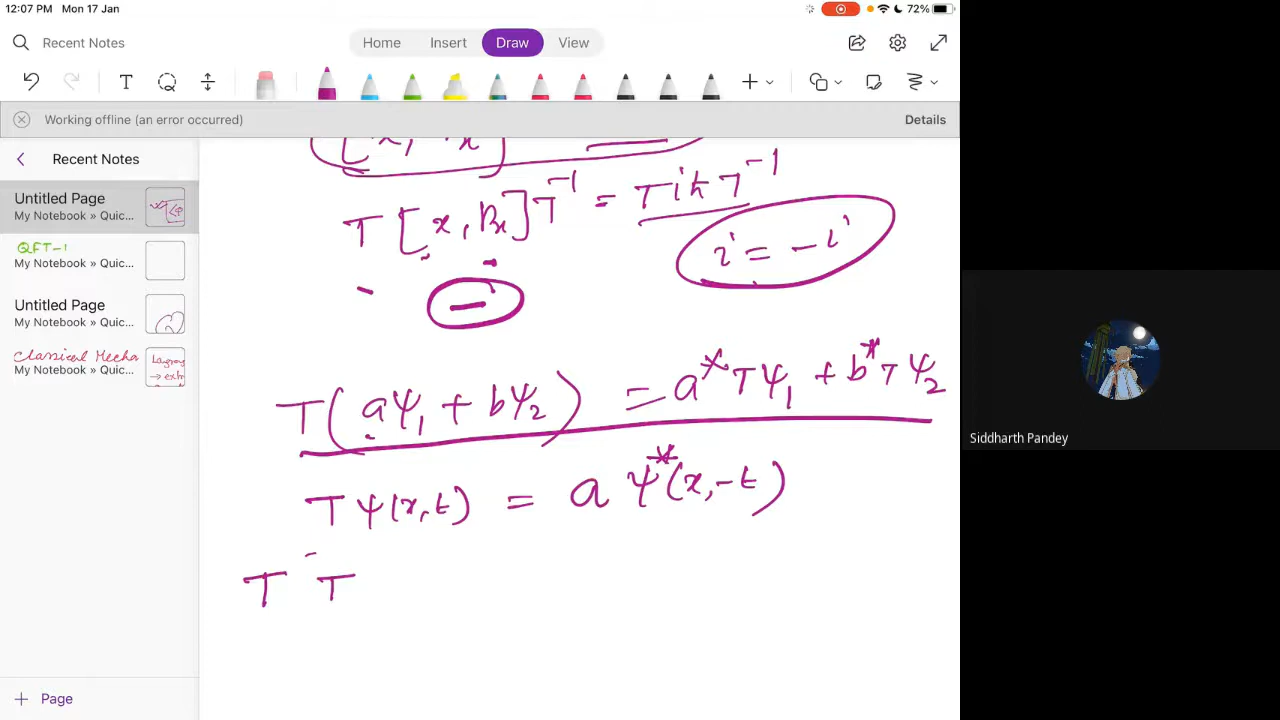 12:07 PM Mon 17 Jan
72%
Recent Notes
Home Insert Draw View
T
Working offline (an error occurred)
Details
Recent Notes
Untitled Page
My Notebook » Quic...
QFT-1
My Notebook » Quic...
Untitled Page
My Notebook » Quic...
Classical Mecha
My Notebook » Quic...
Page
T[x, Px]T⁻¹ = T iħ T⁻¹
i = -i
-
T(aψ₁ + bψ₂) = a*Tψ₁ + b*Tψ₂
Tψ(x,t) = aψ*(x,-t)
T T
Siddharth Pandey